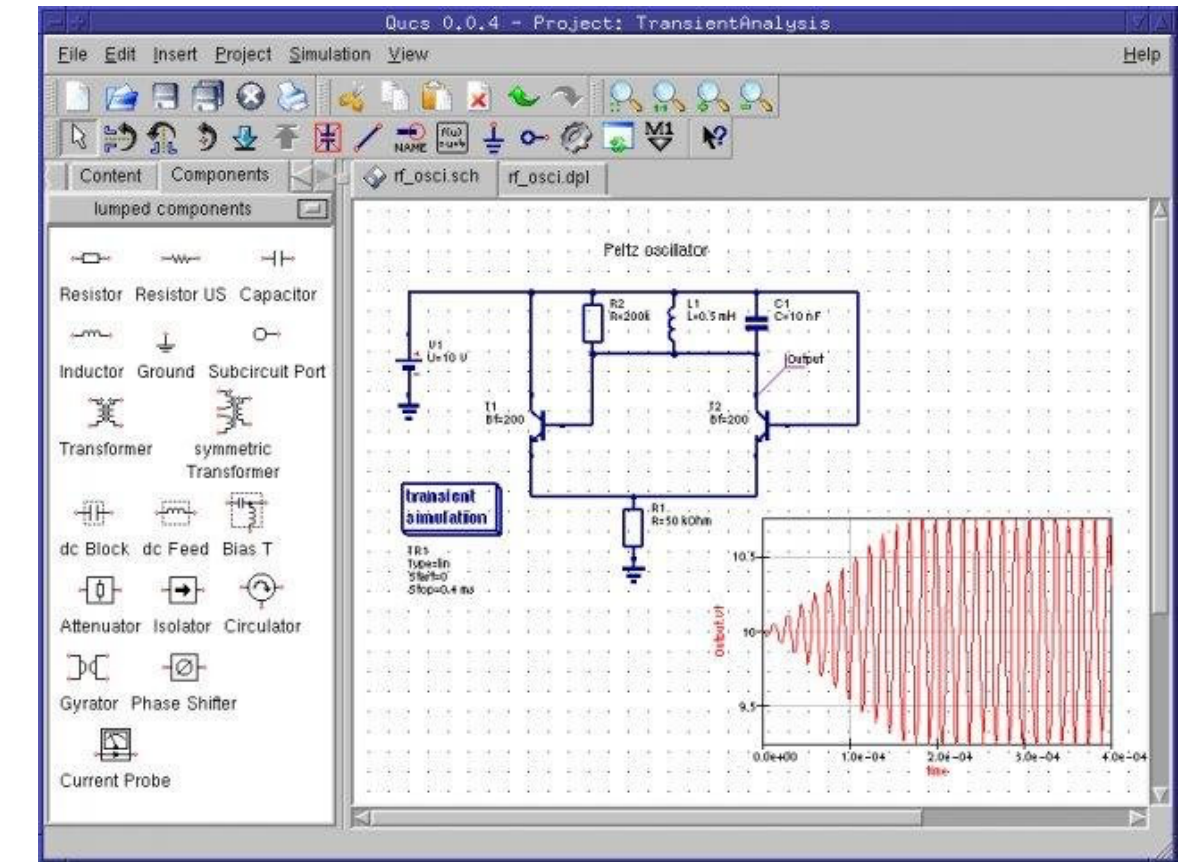 Qucs 0.0.4 - Project: TransientAnalysis
File Edit Insert Project Simulation View Help
NAME
M1
Content Components
rf_osci.sch rf_osci.dpl
lumped components
Resistor Resistor US Capacitor
Inductor Ground Subcircuit Port
Transformer symmetric
Transformer
dc Block dc Feed Bias T
Attenuator Isolator Circulator
Gyrator Phase Shifter
Current Probe
Peltz oscillator
R2
R=200k
L1
L=0.5 mH
C1
C=10 nF
V1
U=10 V
Output
T1
Bf=200
T2
Bf=200
transient
simulation
R1
R=50 kOhm
TR1
Type=lin
Start=0
Stop=0.4 ms
10.5
10
9.5
Output.Vt
0.0e+00 1.0e-04 2.0e-04 3.0e-04 4.0e-04
time